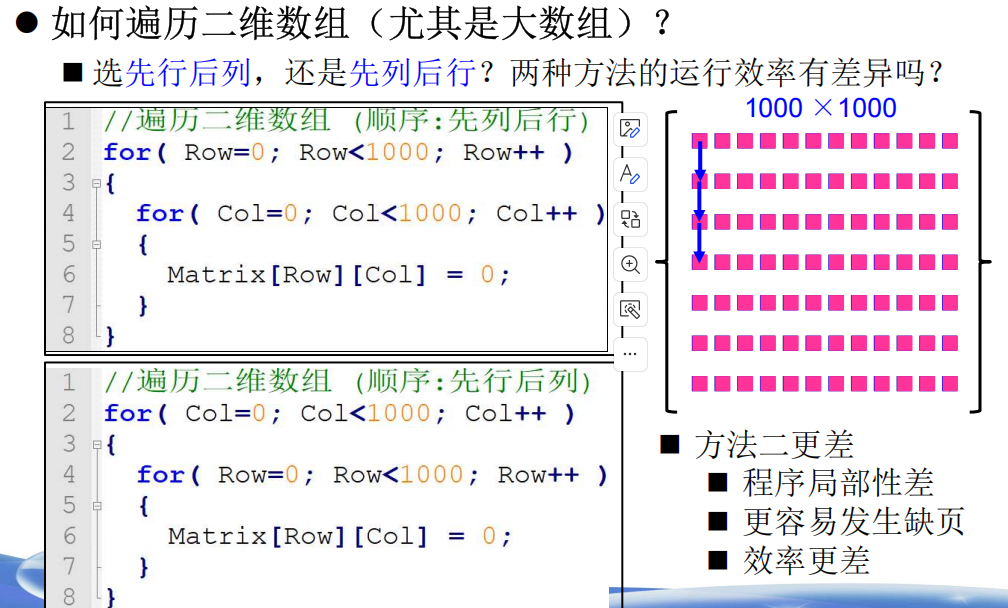 ● 如何遍历二维数组（尤其是大数组）？
■ 选先行后列，还是先列后行？两种方法的运行效率有差异吗？
1 //遍历二维数组 (顺序:先列后行)
2 for( Row=0; Row<1000; Row++ )
3 {
4 for( Col=0; Col<1000; Col++ )
5 {
6 Matrix[Row][Col] = 0;
7 }
8 }
1 //遍历二维数组 (顺序:先行后列)
2 for( Col=0; Col<1000; Col++ )
3 {
4 for( Row=0; Row<1000; Row++ )
5 {
6 Matrix[Row][Col] = 0;
7 }
8 }
1000 ×1000
■ 方法二更差
■ 程序局部性差
■ 更容易发生缺页
■ 效率更差